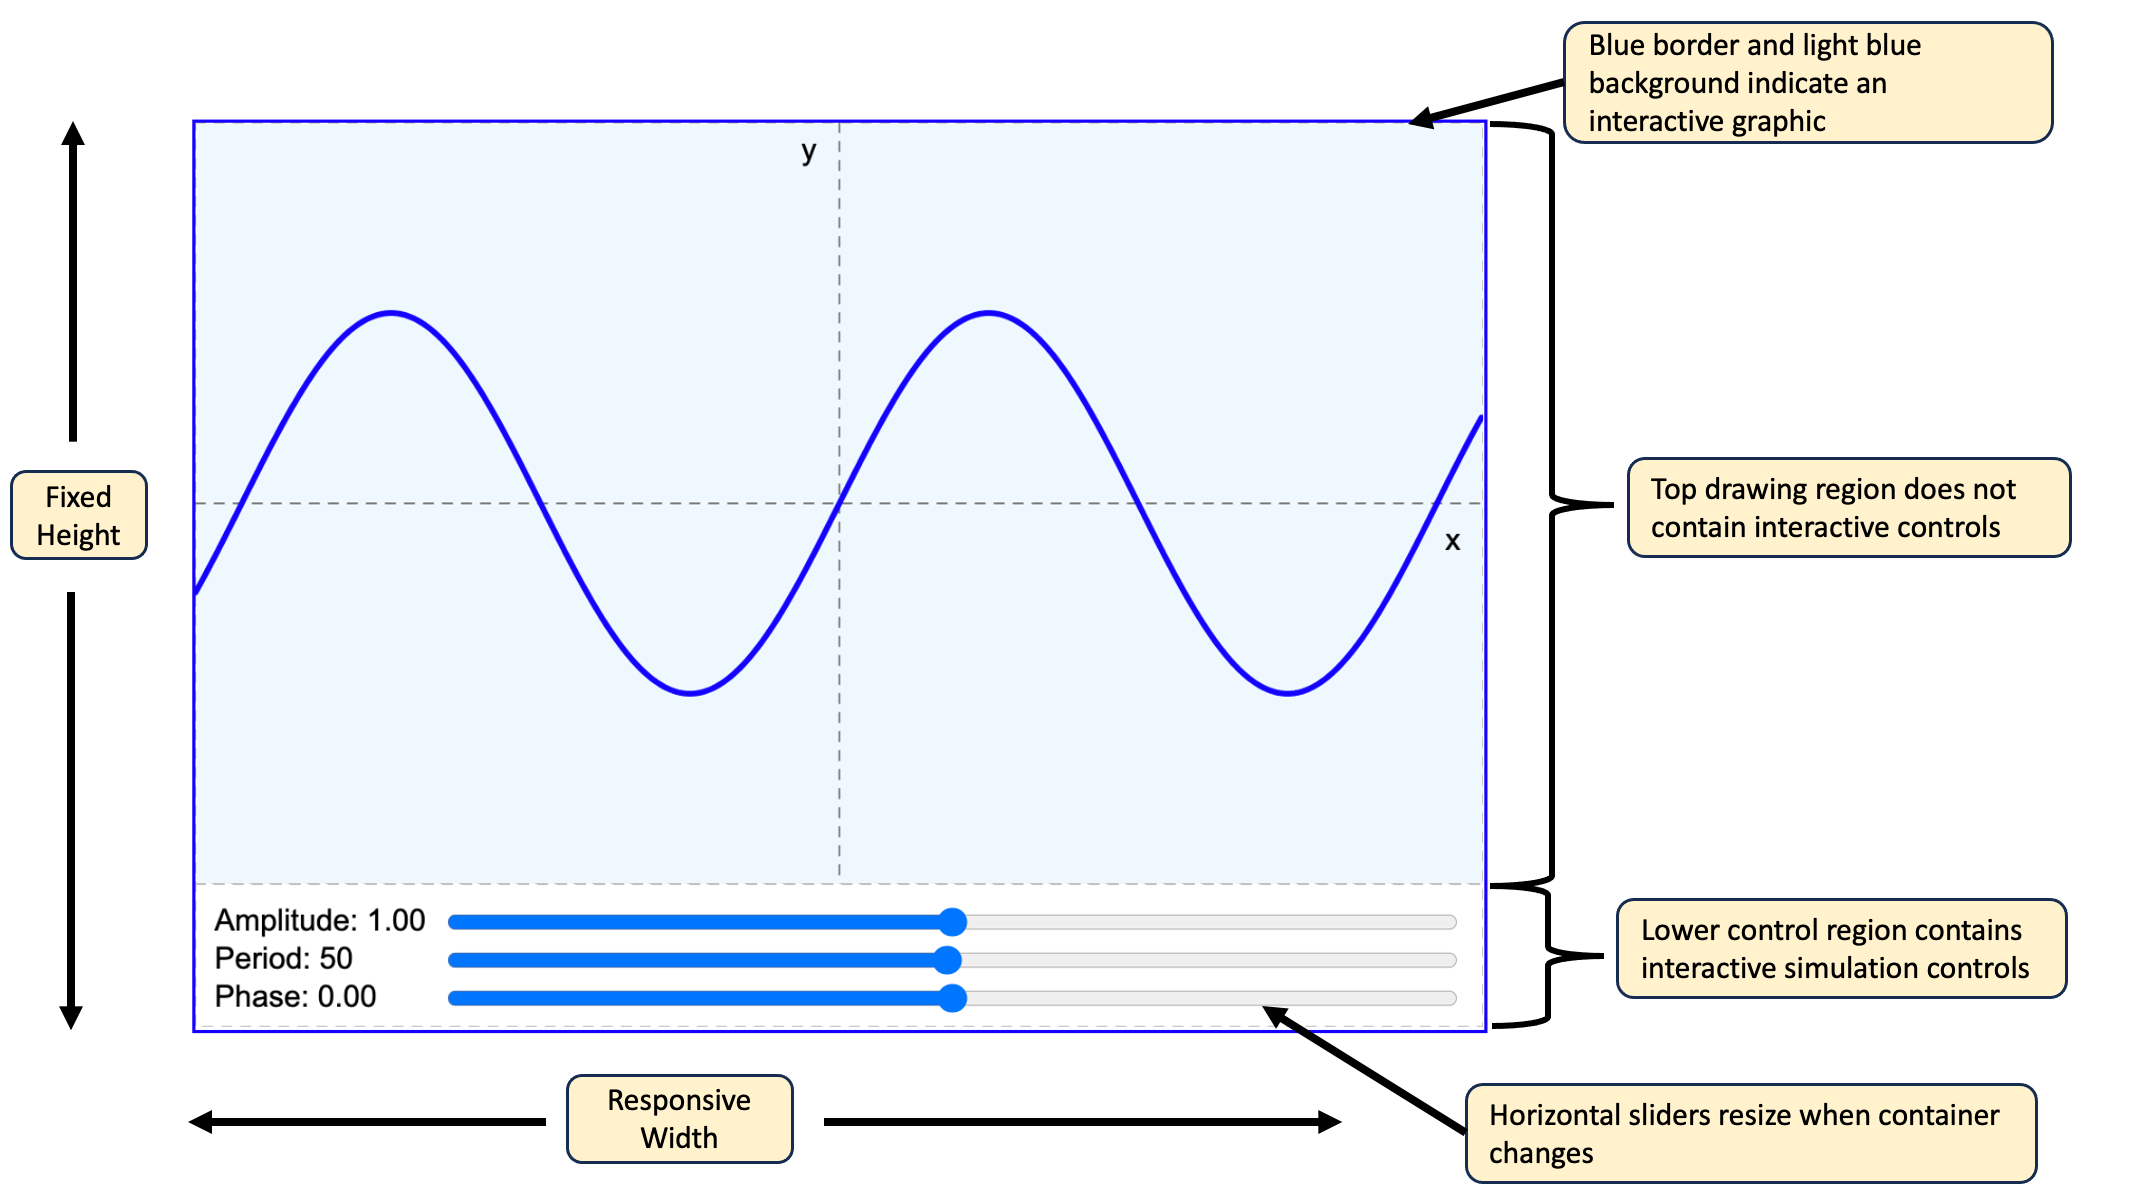 Blue border and light blue
background indicate an
interactive graphic
y
Fixed
Height
Top drawing region does not
contain interactive controls
x
Amplitude: 1.00
Period: 50
Phase: 0.00
Lower control region contains
interactive simulation controls
Responsive
Width
Horizontal sliders resize when container
changes